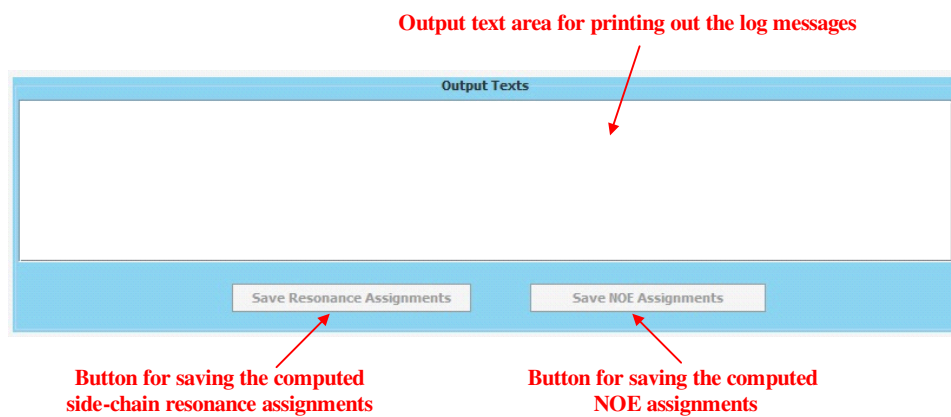 Output text area for printing out the log messages
Output Texts
Save Resonance Assignments
Save NOE Assignments
Button for saving the computed
side-chain resonance assignments
Button for saving the computed
NOE assignments